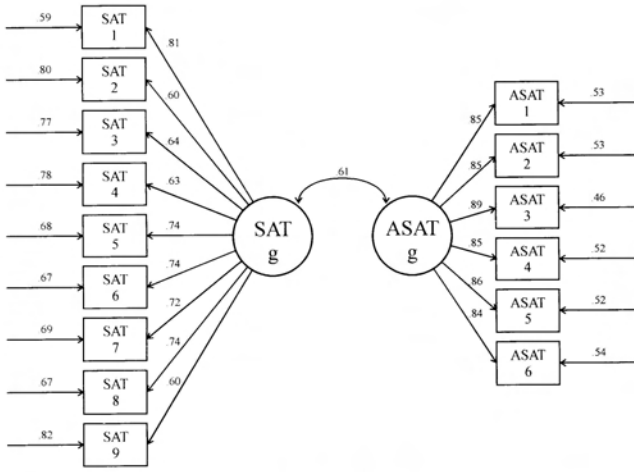 .59
SAT
1
.81
.80
SAT
2
.60
.77
SAT
3
.64
.78
SAT
4
.63
.68
SAT
5
.74
.67
SAT
6
.74
.69
SAT
7
.72
.67
SAT
8
.74
.82
SAT
9
.60
SAT
g
.61
ASAT
g
.85
ASAT
1
.53
.85
ASAT
2
.53
.89
ASAT
3
.46
.85
ASAT
4
.52
.86
ASAT
5
.52
.84
ASAT
6
.54